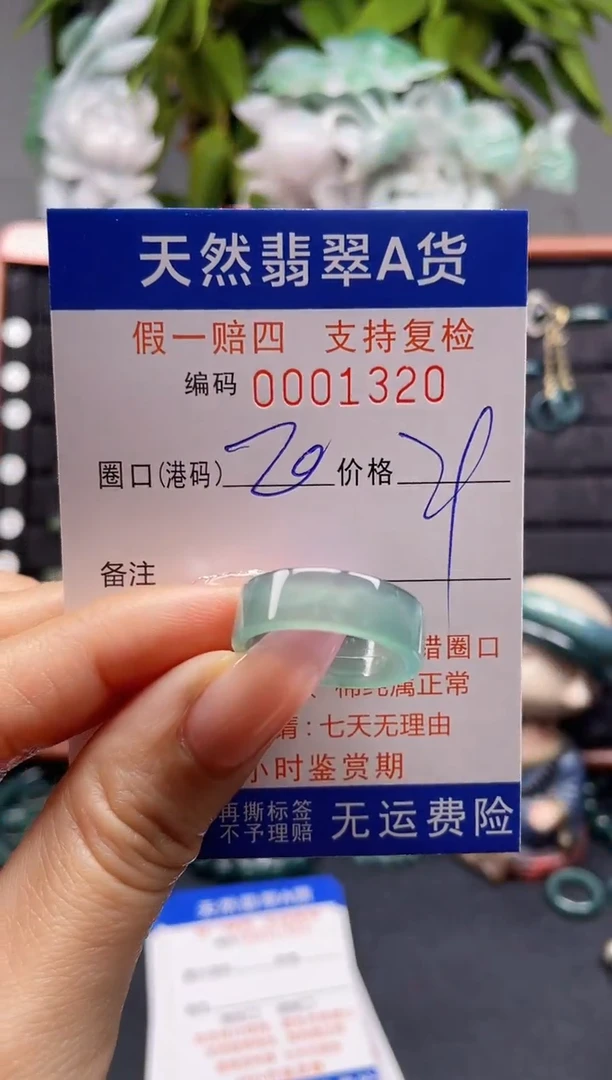 天然翡翠A货
假一赔四 支持复检
编码 0001320
圈口(港码) 20 价格
备注
错圈口
棉纯属正常
:七天无理由
小时鉴赏期
再撕标签
不予理赔
无运费险